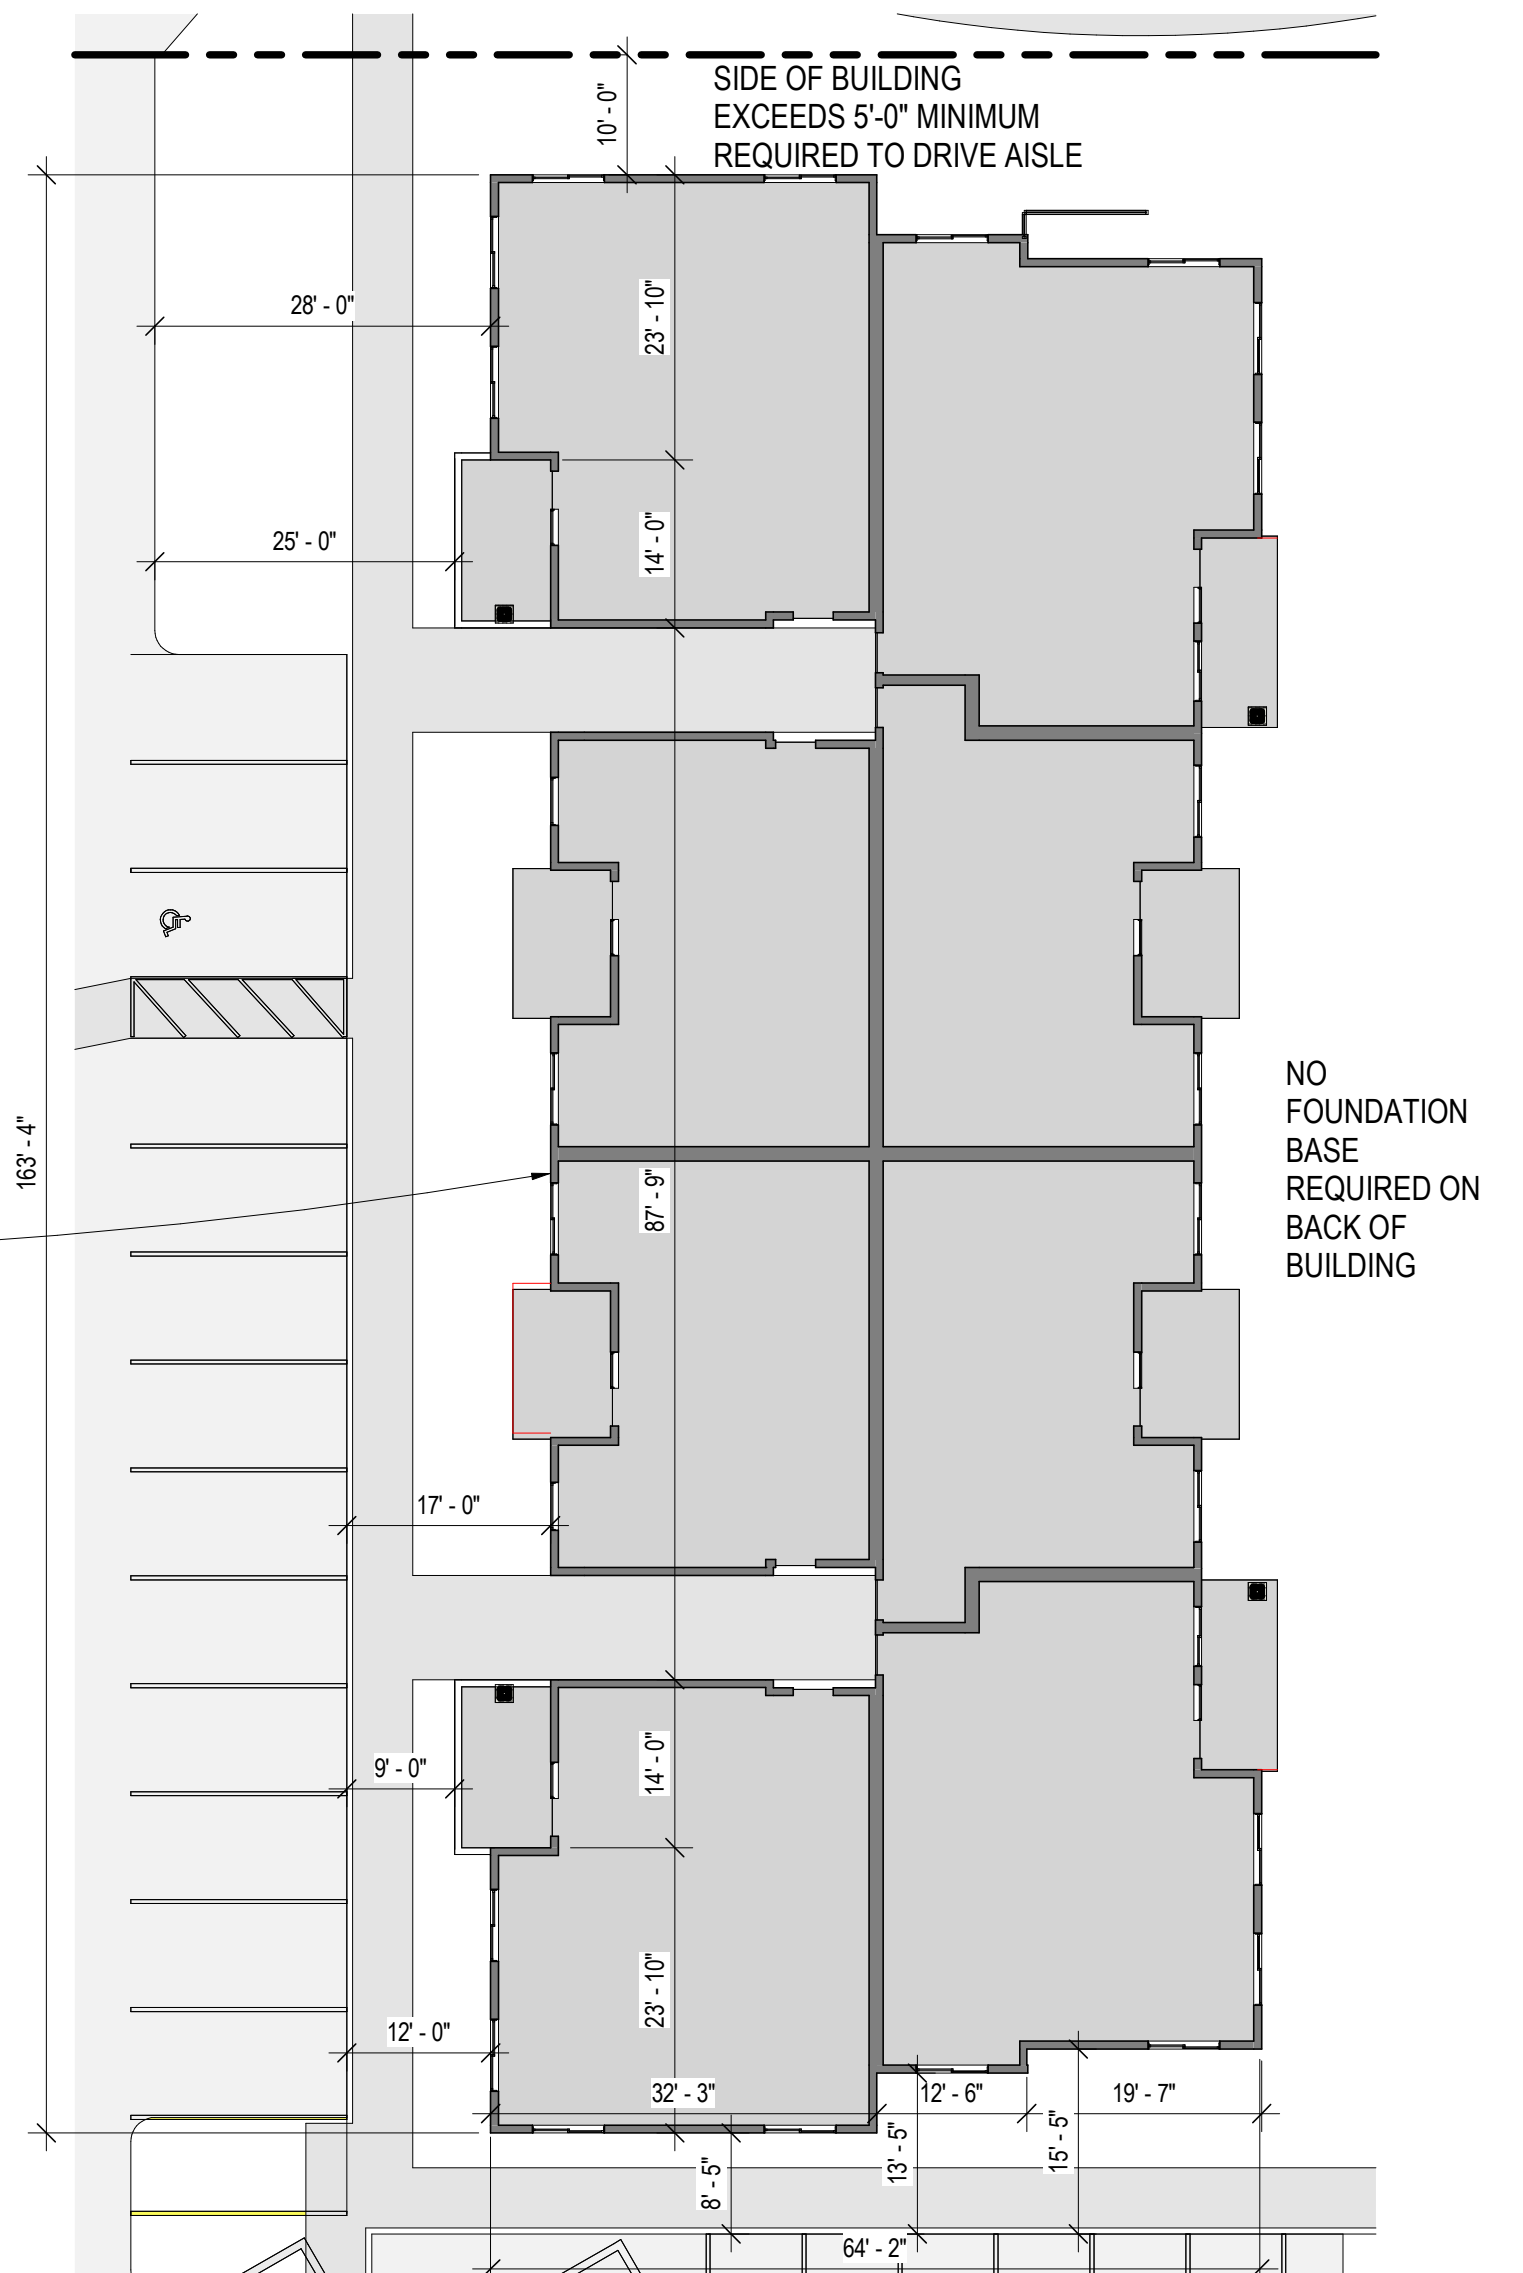 10' - 0"
SIDE OF BUILDING
EXCEEDS 5'-0" MINIMUM
REQUIRED TO DRIVE AISLE
28' - 0"
23' - 10"
25' - 0"
14' - 0"
163' - 4"
87' - 9"
NO
FOUNDATION
BASE
REQUIRED ON
BACK OF
BUILDING
17' - 0"
9' - 0"
14' - 0"
23' - 10"
12' - 0"
32' - 3"
12' - 6"
19' - 7"
8' - 5"
13' - 5"
15' - 5"
64' - 2"